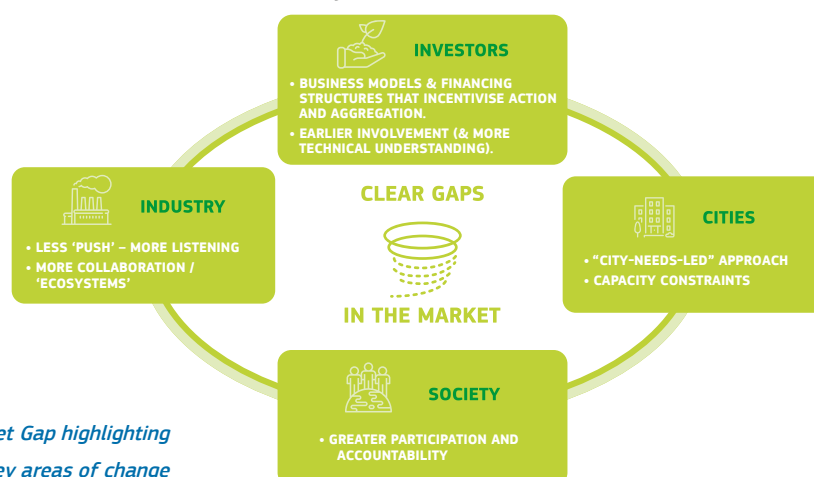 INVESTORS
• BUSINESS MODELS & FINANCING
STRUCTURES THAT INCENTIVISE ACTION
AND AGGREGATION.
• EARLIER INVOLVEMENT (& MORE
TECHNICAL UNDERSTANDING).
INDUSTRY
• LESS ‘PUSH’ – MORE LISTENING
• MORE COLLABORATION /
‘ECOSYSTEMS’
CLEAR GAPS
IN THE MARKET
CITIES
• “CITY-NEEDS-LED” APPROACH
• CAPACITY CONSTRAINTS
SOCIETY
• GREATER PARTICIPATION AND
ACCOUNTABILITY
et Gap highlighting
ey areas of change